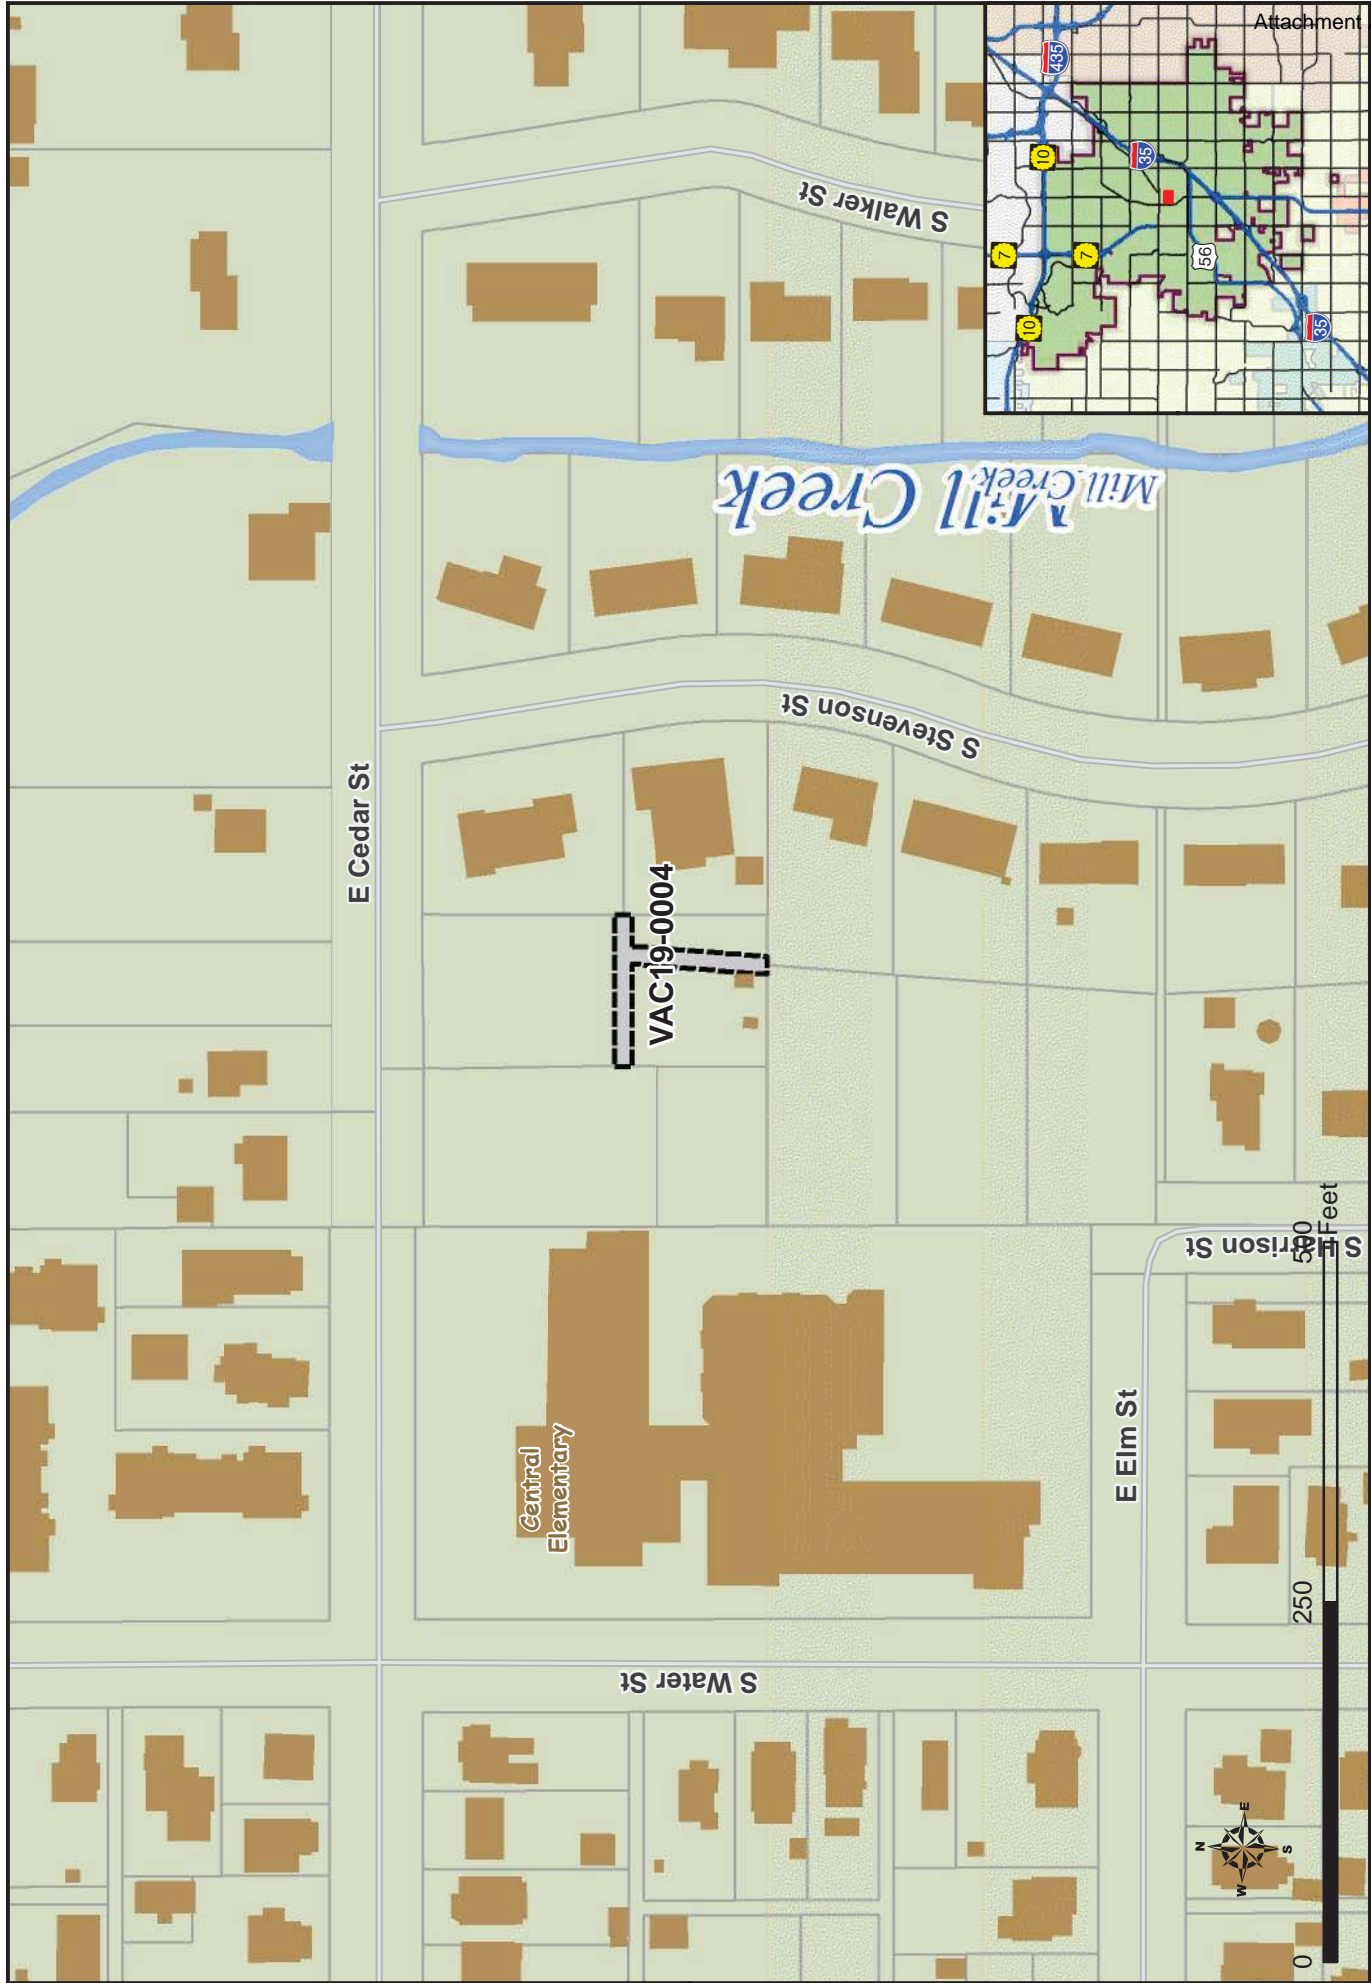 Attachment
435
10
35
7
7
10
56
35
S Walker St
Mill Creek
Mill Creek
S Stevenson St
E Cedar St
VAC19-0004
S Harrison St
Central
Elementary
E Elm St
S Water St
N
W
E
S
0
250
500
Feet